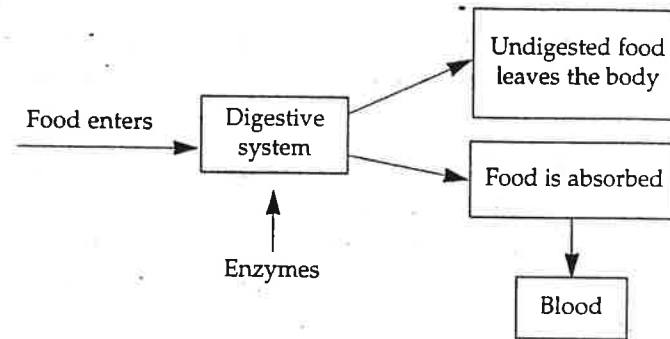 Undigested food
leaves the body
Food enters
Digestive
system
Food is absorbed
Enzymes
Blood